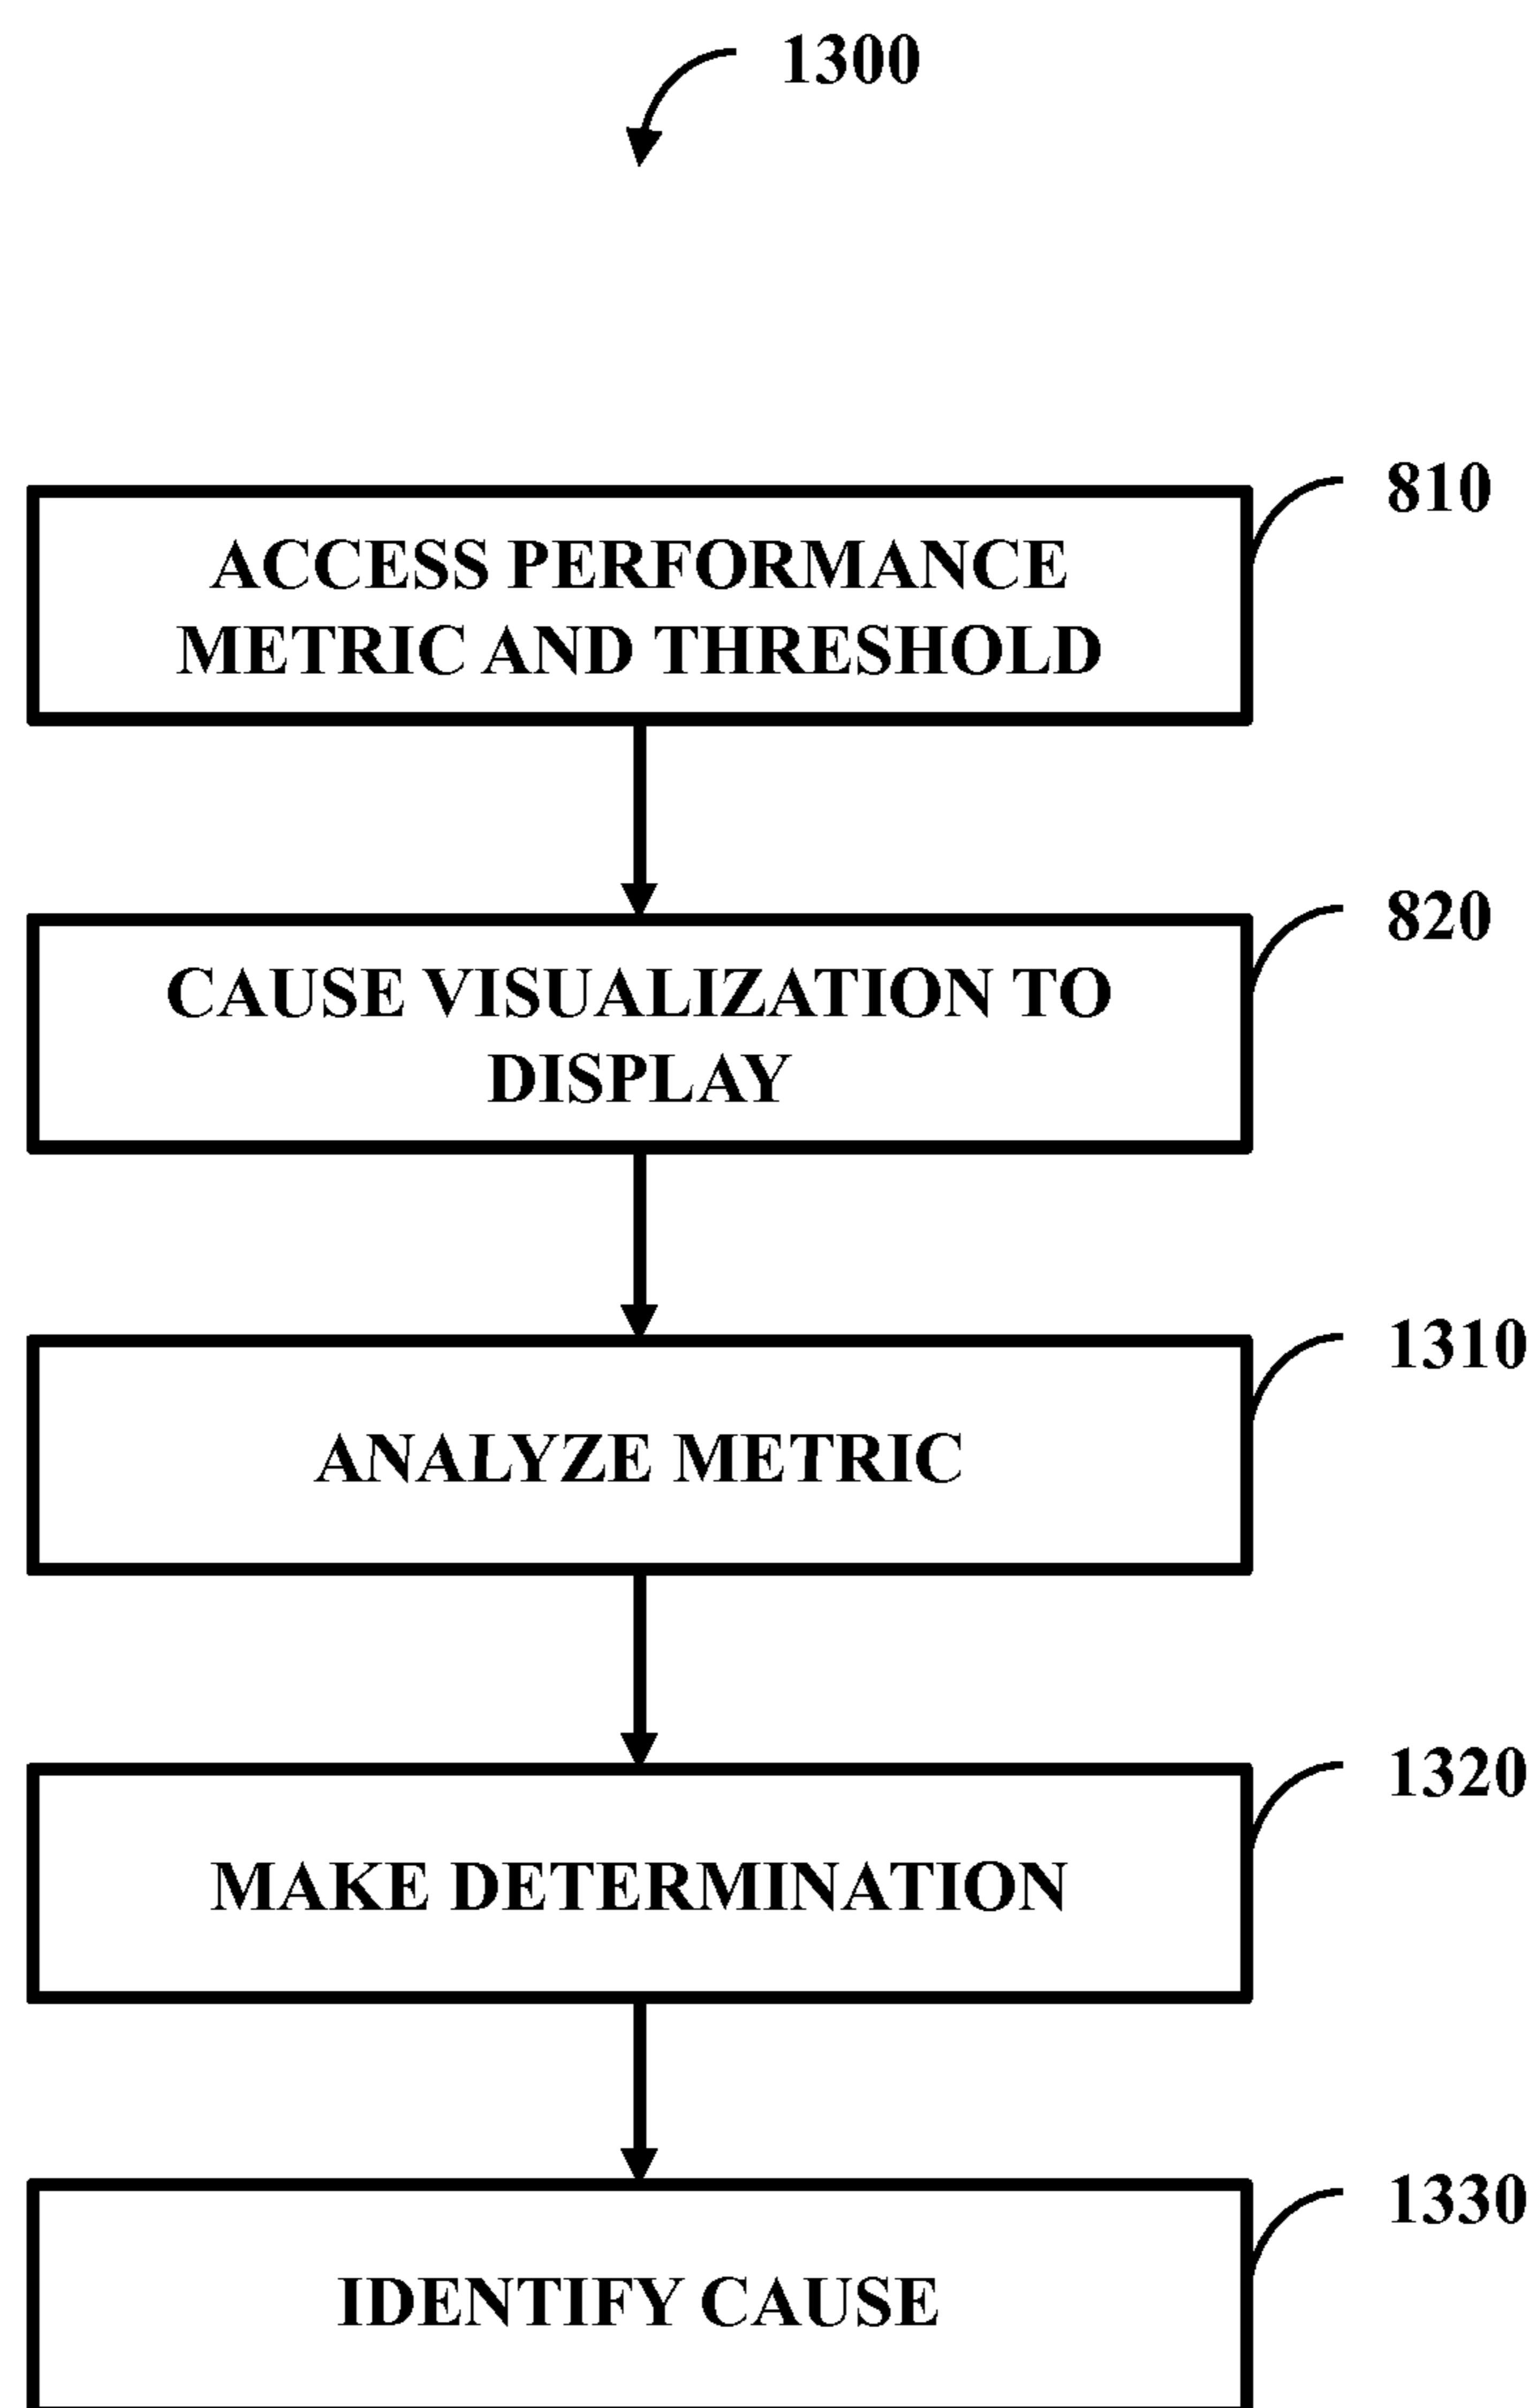 1300
810
ACCESS PERFORMANCE
METRIC AND THRESHOLD
820
CAUSE VISUALIZATION TO
DISPLAY
1310
ANALYZE METRIC
1320
MAKE DETERMINATION
1330
IDENTIFY CAUSE